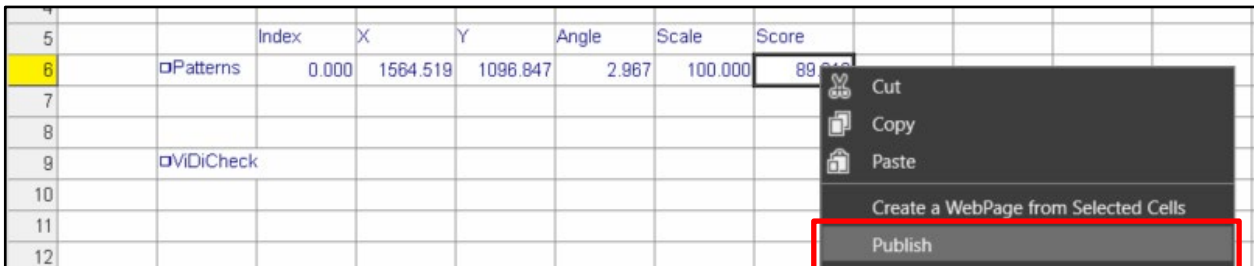 5 Index X Y Angle Scale Score
6 Patterns 0.000 1564.519 1096.847 2.967 100.000
7 Cut
8 Copy
9 ViDiCheck Paste
10 Create a WebPage from Selected Cells
11 Publish
12